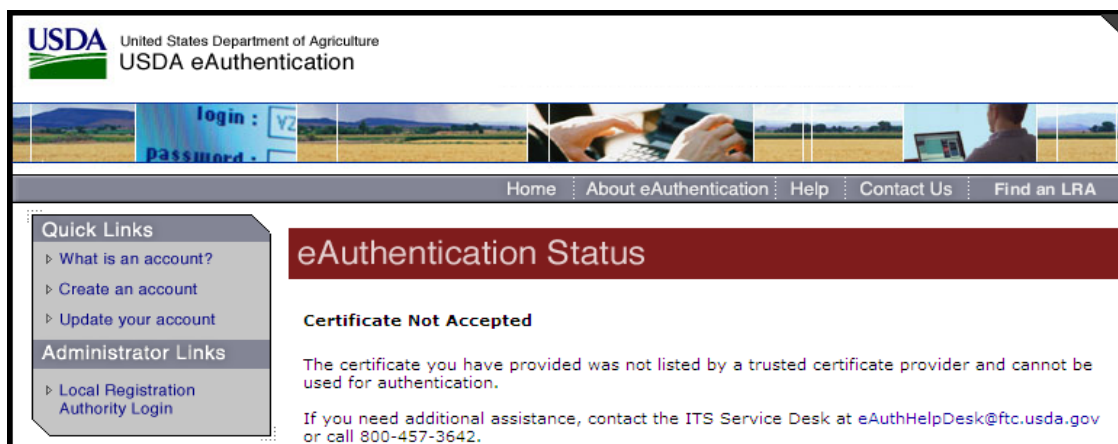 USDA
United States Department of Agriculture
USDA eAuthentication
login :
password :
Home About eAuthentication Help Contact Us Find an LRA
Quick Links
What is an account?
Create an account
Update your account
Administrator Links
Local Registration
Authority Login
eAuthentication Status
Certificate Not Accepted
The certificate you have provided was not listed by a trusted certificate provider and cannot be
used for authentication.
If you need additional assistance, contact the ITS Service Desk at eAuthHelpDesk@ftc.usda.gov
or call 800-457-3642.